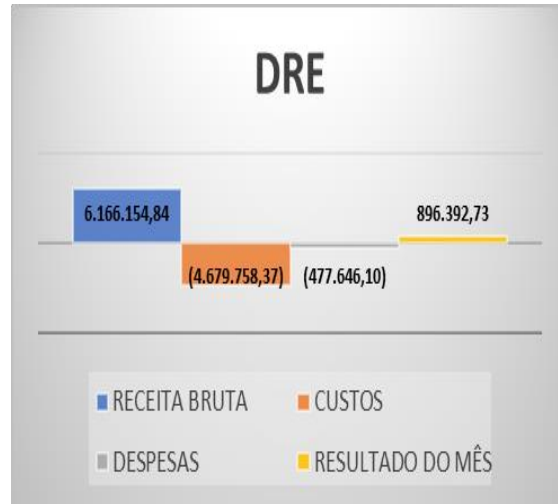 DRE
6.166.154,84
896.392,73
(4.679.758,37)
(477.646,10)
RECEITA BRUTA
CUSTOS
DESPESAS
RESULTADO DO MÊS